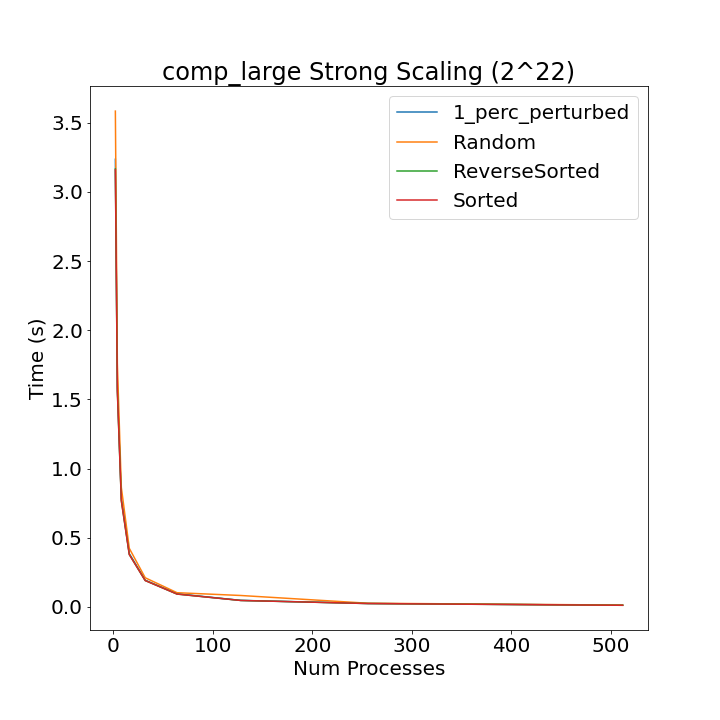 comp_large Strong Scaling (2^22)
1_perc_perturbed
Random
ReverseSorted
Sorted
Time (s)
3.5
3.0
2.5
2.0
1.5
1.0
0.5
0.0
0 100 200 300 400 500
Num Processes